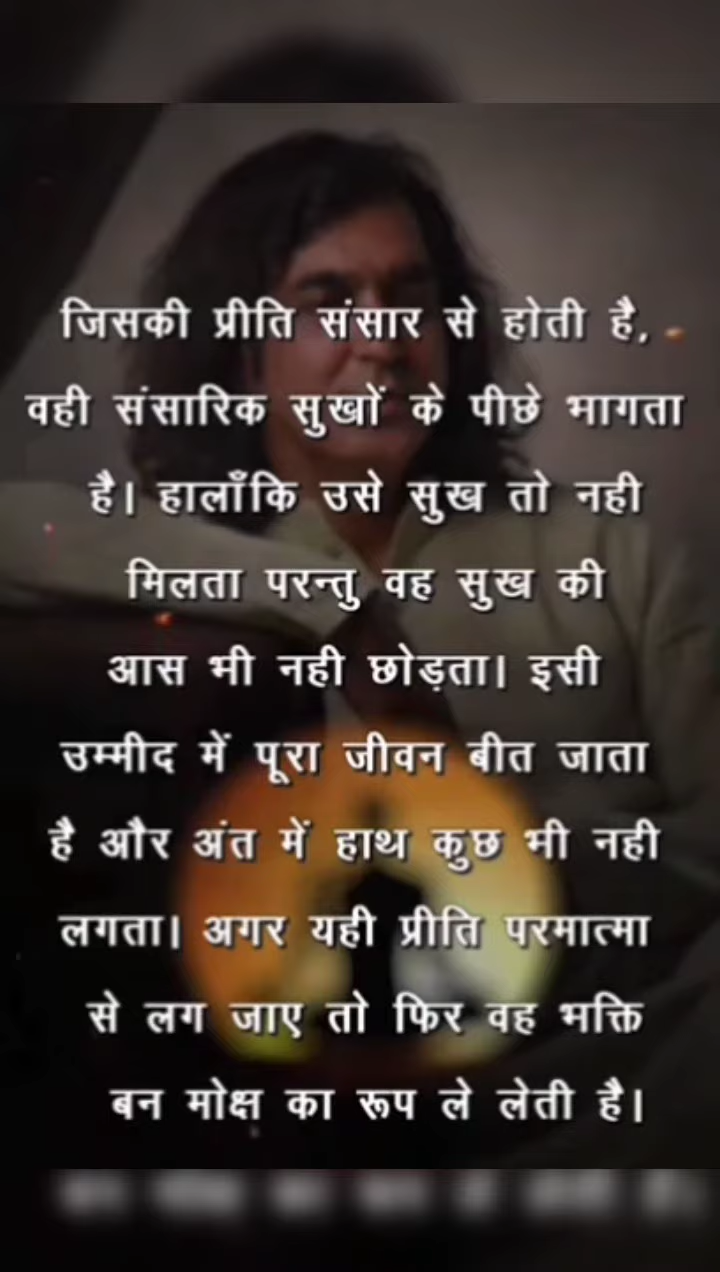 जिसकी प्रीति संसार से होती है,
वही संसारिक सुखों के पीछे भागता
है। हालाँकि उसे सुख तो नही
मिलता परन्तु वह सुख की
आस भी नही छोड़ता। इसी
उम्मीद में पूरा जीवन बीत जाता
है और अंत में हाथ कुछ भी नही
लगता। अगर यही प्रीति परमात्मा
से लग जाए तो फिर वह भक्ति
बन मोक्ष का रूप ले लेती है।